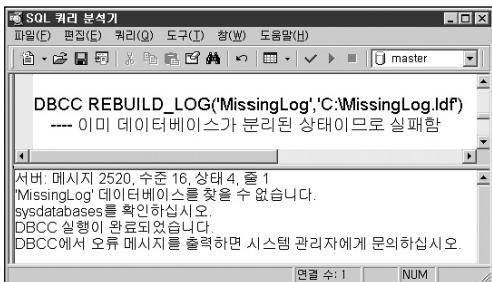 SQL 쿼리 분석기
파일(F) 편집(E) 쿼리(Q) 도구(T) 창(W) 도움말(H)
master
DBCC REBUILD_LOG('MissingLog','C:\MissingLog.ldf')
---- 이미 데이터베이스가 분리된 상태이므로 실패함
서버: 메시지 2520, 수준 16, 상태 4, 줄 1
'MissingLog' 데이터베이스를 찾을 수 없습니다.
sysdatabases를 확인하십시오.
DBCC 실행이 완료되었습니다.
DBCC에서 오류 메시지를 출력하면 시스템 관리자에게 문의하십시오.
연결 수: 1 NUM